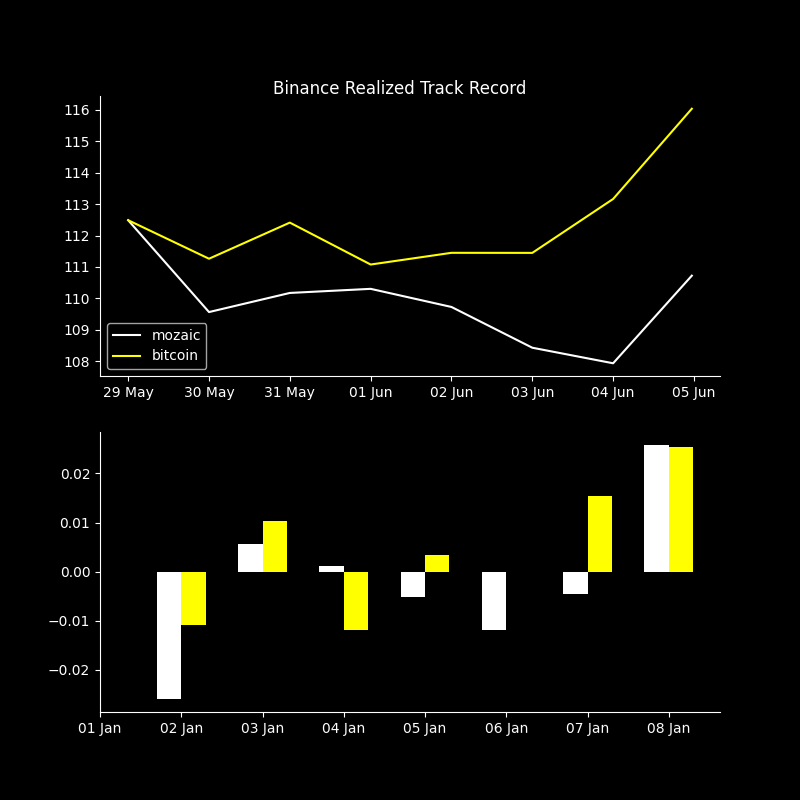 Binance Realized Track Record
116
115
114
113
112
111
110
109
108
mozaic
bitcoin
29 May 30 May 31 May 01 Jun 02 Jun 03 Jun 04 Jun 05 Jun
0.02
0.01
0.00
−0.01
−0.02
01 Jan 02 Jan 03 Jan 04 Jan 05 Jan 06 Jan 07 Jan 08 Jan